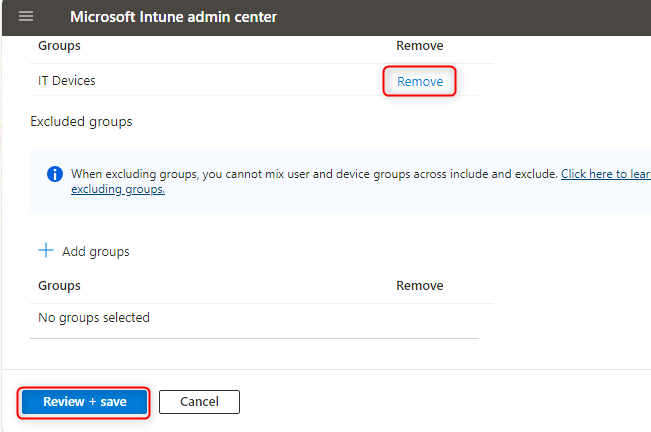 Microsoft Intune admin center
Groups Remove
IT Devices Remove
Excluded groups
When excluding groups, you cannot mix user and device groups across include and exclude. Click here to lear
excluding groups.
Add groups
Groups Remove
No groups selected
Review + save Cancel